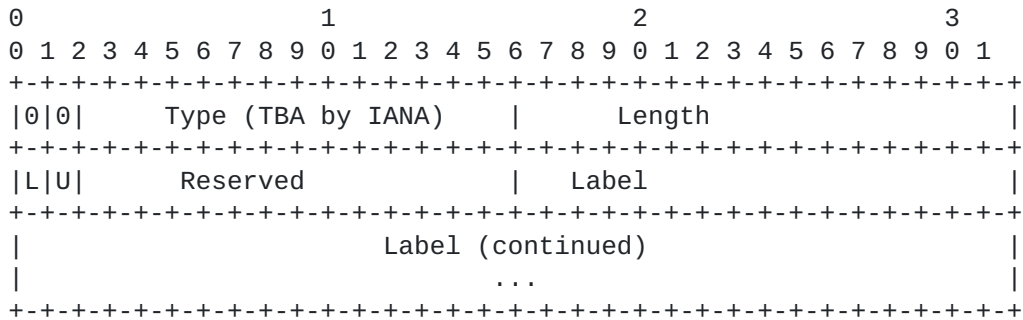 0                   1                   2                   3
0 1 2 3 4 5 6 7 8 9 0 1 2 3 4 5 6 7 8 9 0 1 2 3 4 5 6 7 8 9 0 1
+-+-+-+-+-+-+-+-+-+-+-+-+-+-+-+-+-+-+-+-+-+-+-+-+-+-+-+-+-+-+-+-+
|0|0|     Type (TBA by IANA)    |      Length                   |
+-+-+-+-+-+-+-+-+-+-+-+-+-+-+-+-+-+-+-+-+-+-+-+-+-+-+-+-+-+-+-+-+
|L|U|      Reserved             |   Label                       |
+-+-+-+-+-+-+-+-+-+-+-+-+-+-+-+-+-+-+-+-+-+-+-+-+-+-+-+-+-+-+-+-+
|                       Label (continued)                       |
|                              ...                              |
+-+-+-+-+-+-+-+-+-+-+-+-+-+-+-+-+-+-+-+-+-+-+-+-+-+-+-+-+-+-+-+-+